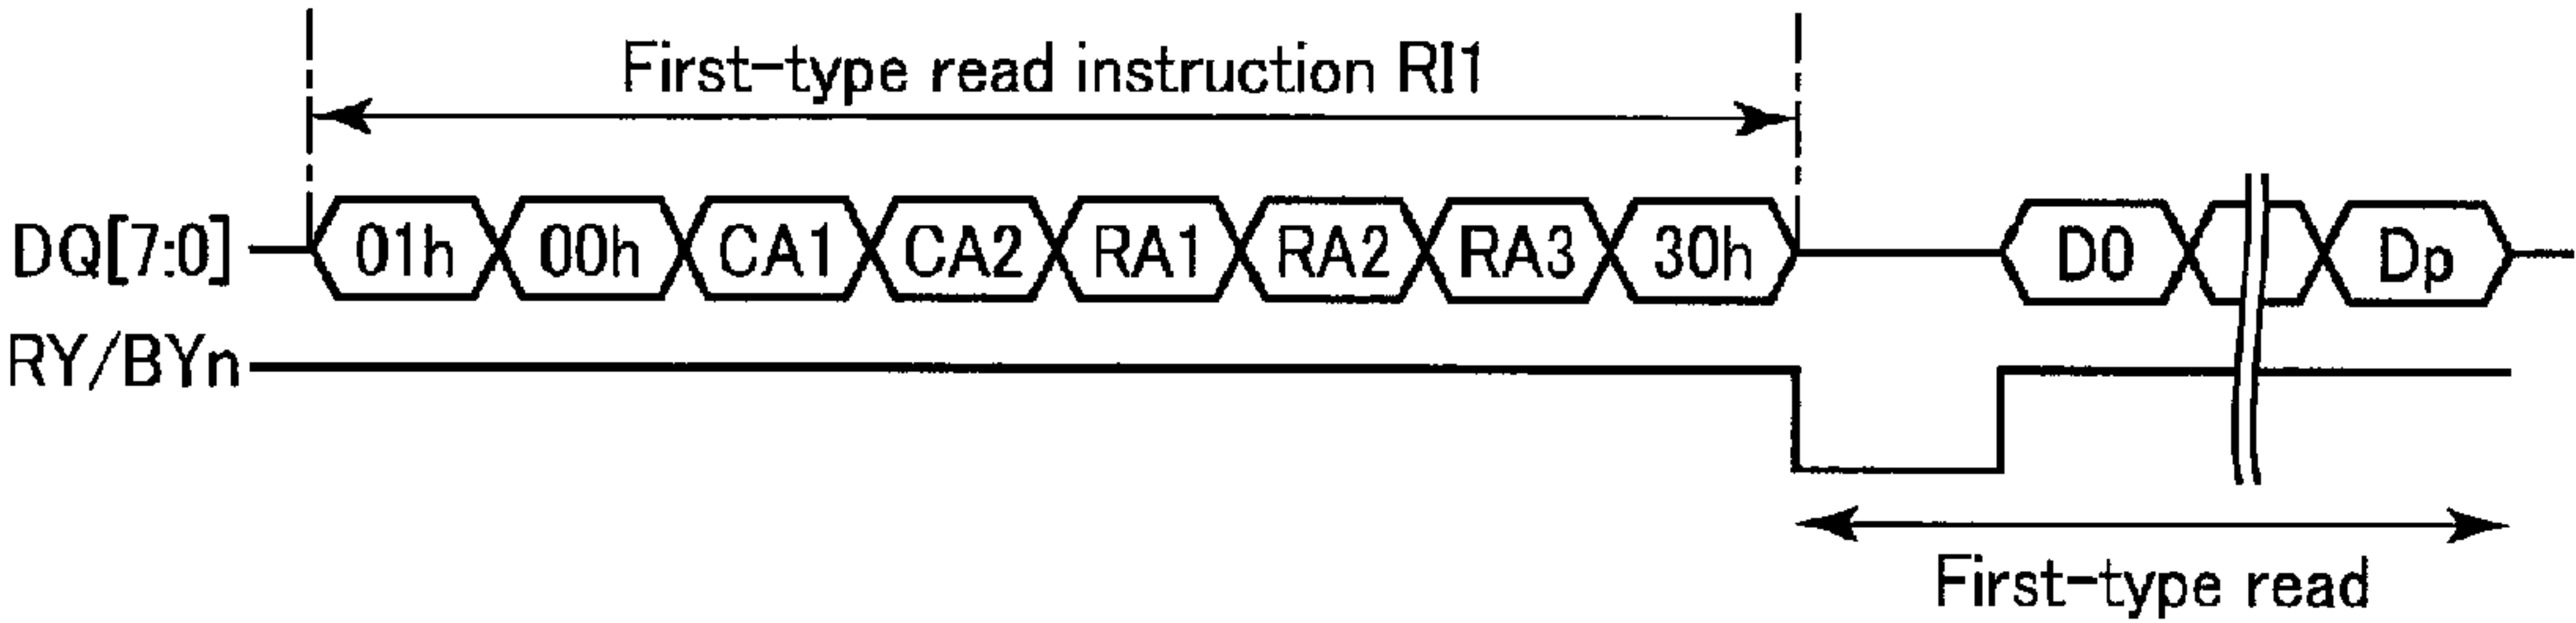 First-type read instruction RI1
DQ[7:0] 01h 00h CA1 CA2 RA1 RA2 RA3 30h D0 Dp
RY/BYn
First-type read